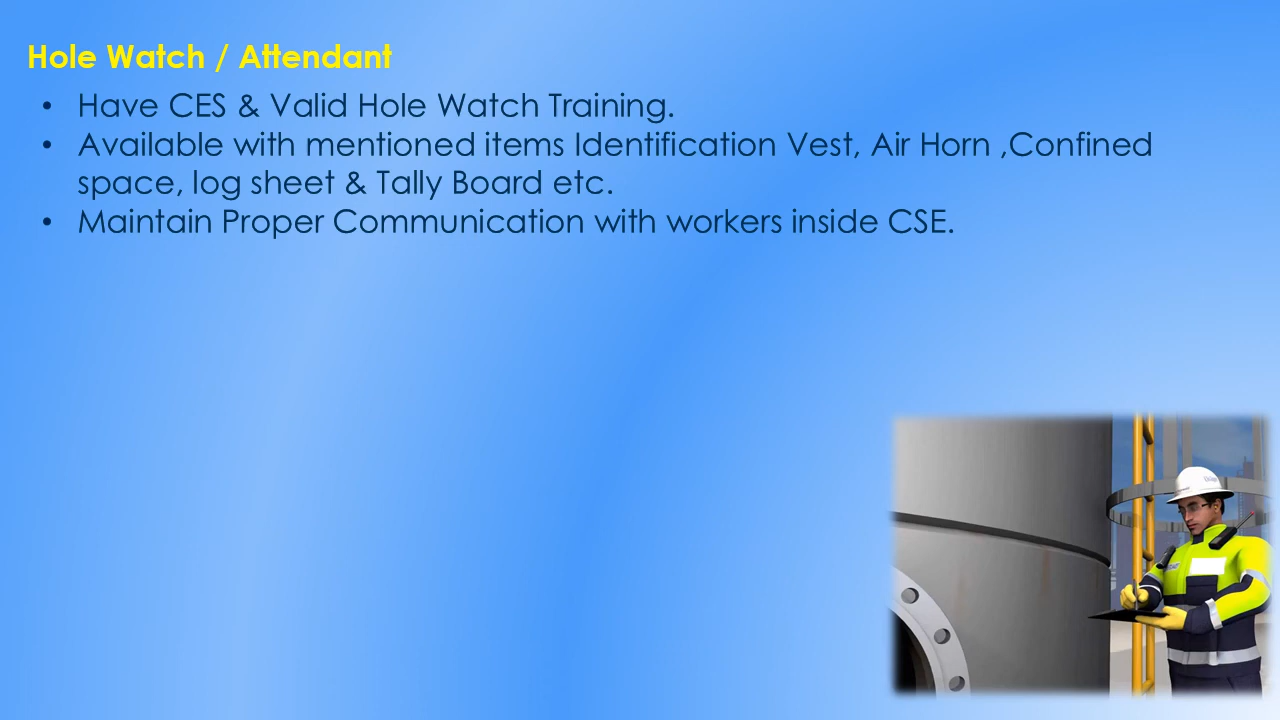 Hole Watch / Attendant
• Have CES & Valid Hole Watch Training.
• Available with mentioned items Identification Vest, Air Horn ,Confined
space, log sheet & Tally Board etc.
• Maintain Proper Communication with workers inside CSE.